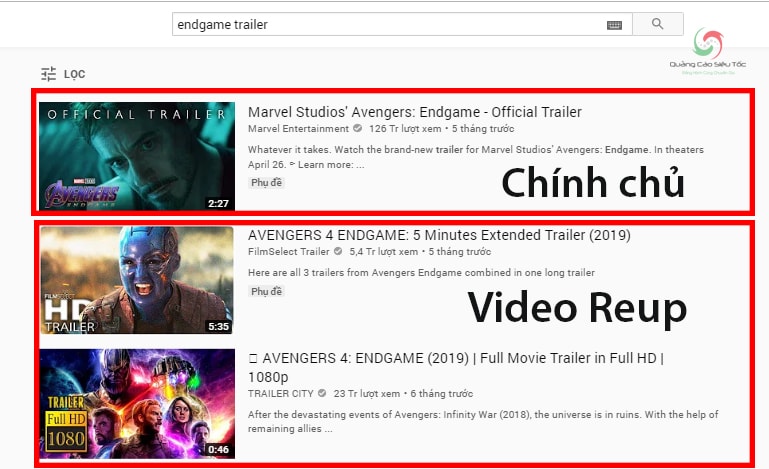 endgame trailer
Quảng Cáo Siêu Tốc
LỌC
OFFICIAL TRAILER
MARVEL STUDIOS
AVENGERS
ENDGAME
2:27
Marvel Studios' Avengers: Endgame - Official Trailer
Marvel Entertainment • 126 Tr lượt xem • 5 tháng trước
Whatever it takes. Watch the brand-new trailer for Marvel Studios' Avengers: Endgame. In theaters
April 26. ▻ Learn more: ...
Phụ đề
Chính chủ
FILMSELECT
HD
TRAILER
5:35
AVENGERS 4 ENDGAME: 5 Minutes Extended Trailer (2019)
FilmSelect Trailer 5,4 Tr lượt xem • 5 tháng trước
Here are all 3 trailers from Avengers Endgame combined in one long trailer
Phụ đề
Video Reup
TRAILER
Full HD
1080
0:46
AVENGERS 4: ENDGAME (2019) | Full Movie Trailer in Full HD |
1080p
TRAILER CITY 23 Tr lượt xem • 6 tháng trước
After the devastating events of Avengers: Infinity War (2018), the universe is in ruins. With the help of
remaining allies ...